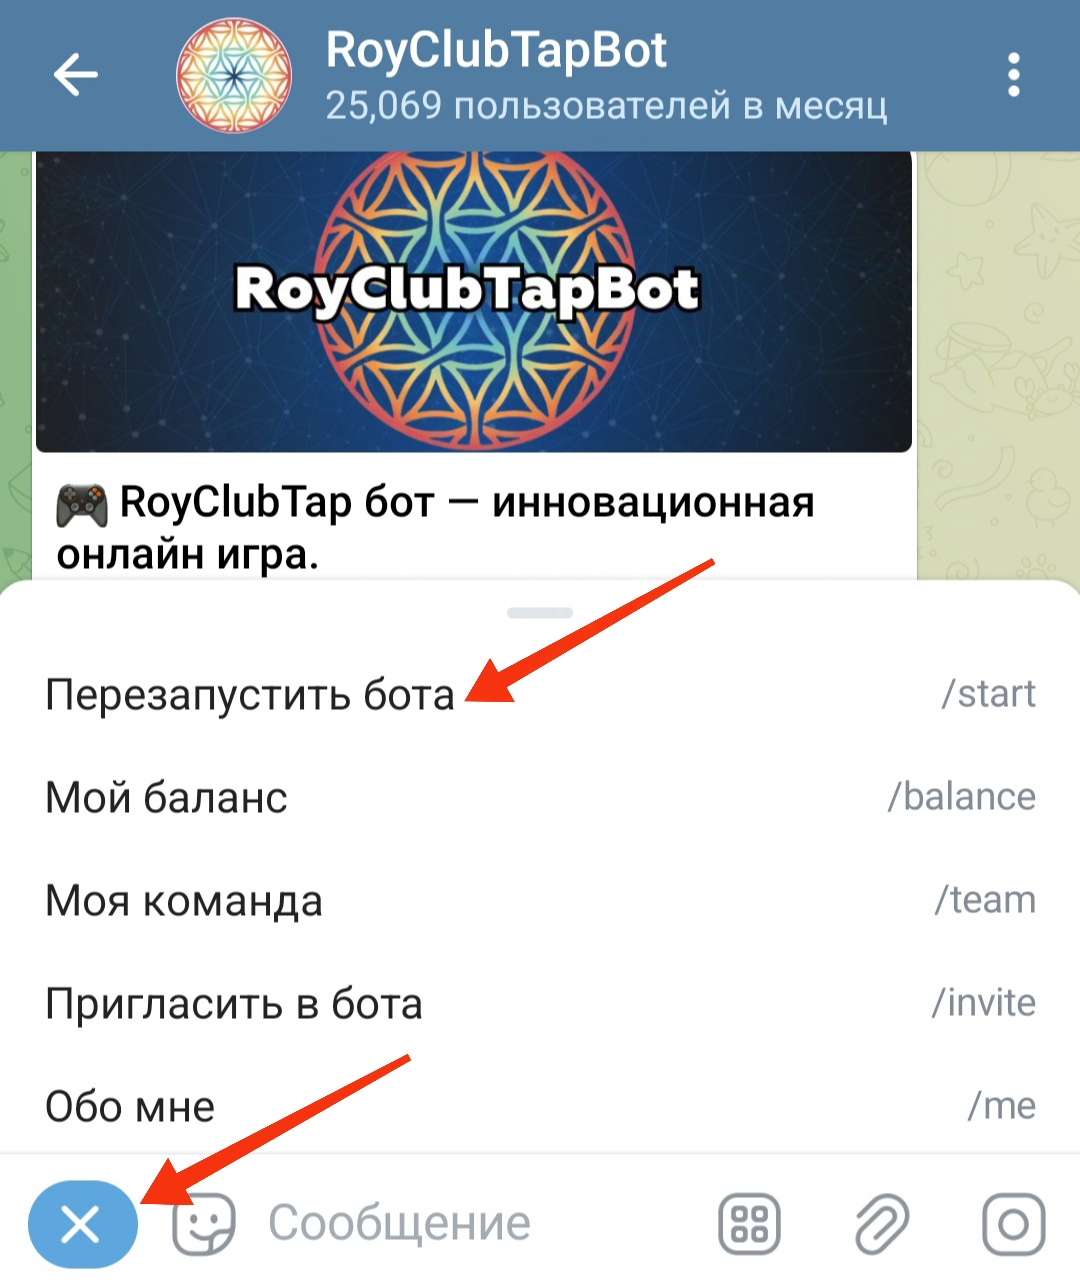 RoyClubTapBot
25,069 пользователей в месяц
RoyClubTapBot
🎮 RoyClubTap бот — инновационная
онлайн игра.
Перезапустить бота /start
Мой баланс /balance
Моя команда /team
Пригласить в бота /invite
Обо мне /me
Сообщение